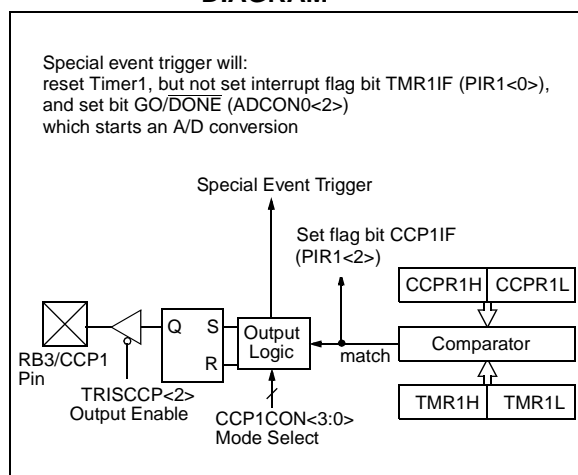 DIAGRAM
Special event trigger will:
reset Timer1, but not set interrupt flag bit TMR1IF (PIR1<0>),
and set bit GO/DONE (ADCON0<2>)
which starts an A/D conversion
Special Event Trigger
Set flag bit CCP1IF
(PIR1<2>)
CCPR1H CCPR1L
Q S Output
R Logic
match
Comparator
RB3/CCP1
Pin
TRISCCP<2>
Output Enable
CCP1CON<3:0>
Mode Select
TMR1H TMR1L